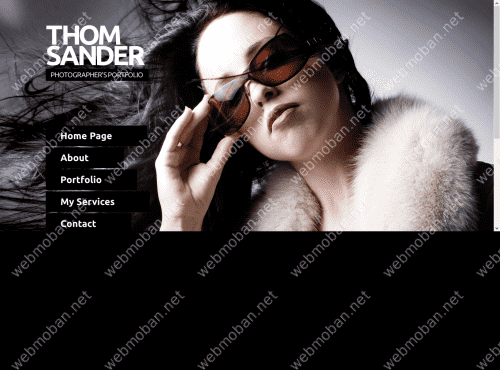 THOM
SANDER
PHOTOGRAPHER'S PORTFOLIO
Home Page
About
Portfolio
My Services
Contact
webmoban.net